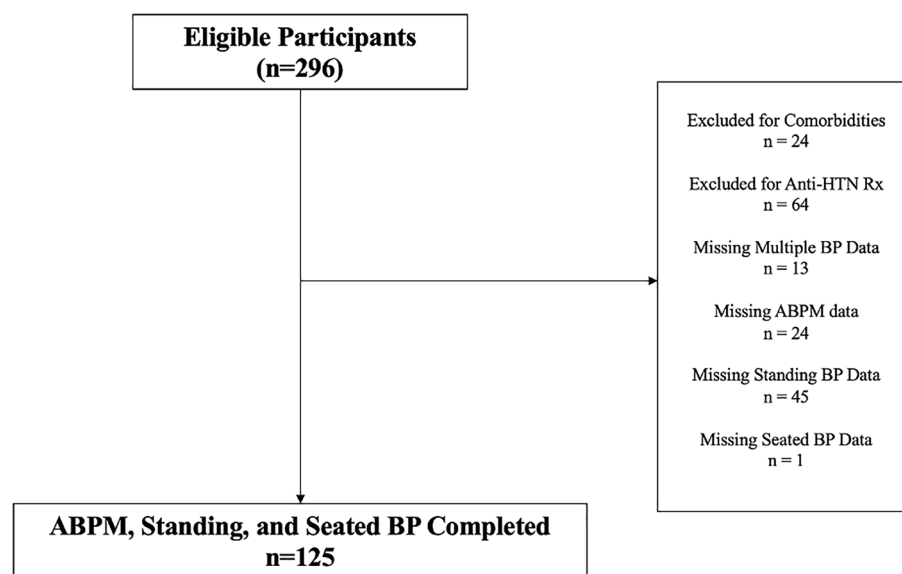 Eligible Participants
(n=296)
Excluded for Comorbidities
n = 24
Excluded for Anti-HTN Rx
n = 64
Missing Multiple BP Data
n = 13
Missing ABPM data
n = 24
Missing Standing BP Data
n = 45
Missing Seated BP Data
n = 1
ABPM, Standing, and Seated BP Completed
n=125